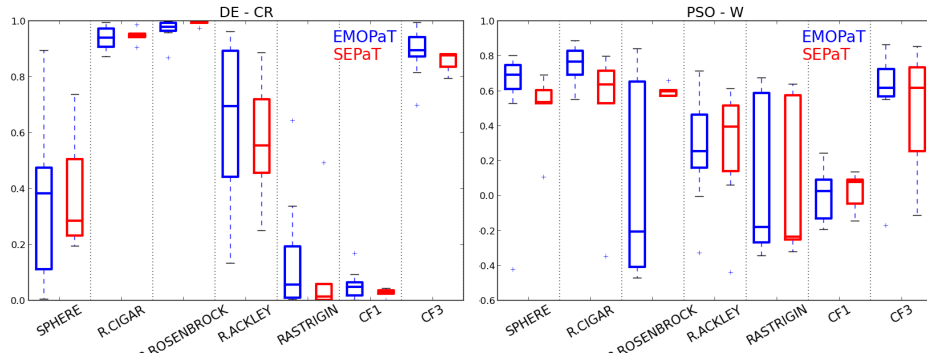 DE - CR
EMOPaT
SEPaT
1.0
0.8
0.6
0.4
0.2
0.0
SPHERE
R.CIGAR
ROSENBROCK
R.ACKLEY
RASTRIGIN
CF1
CF3
PSO - W
EMOPaT
SEPaT
1.0
0.8
0.6
0.4
0.2
0.0
0.2
0.4
0.6
SPHERE
R.CIGAR
ROSENBROCK
R.ACKLEY
RASTRIGIN
CF1
CF3